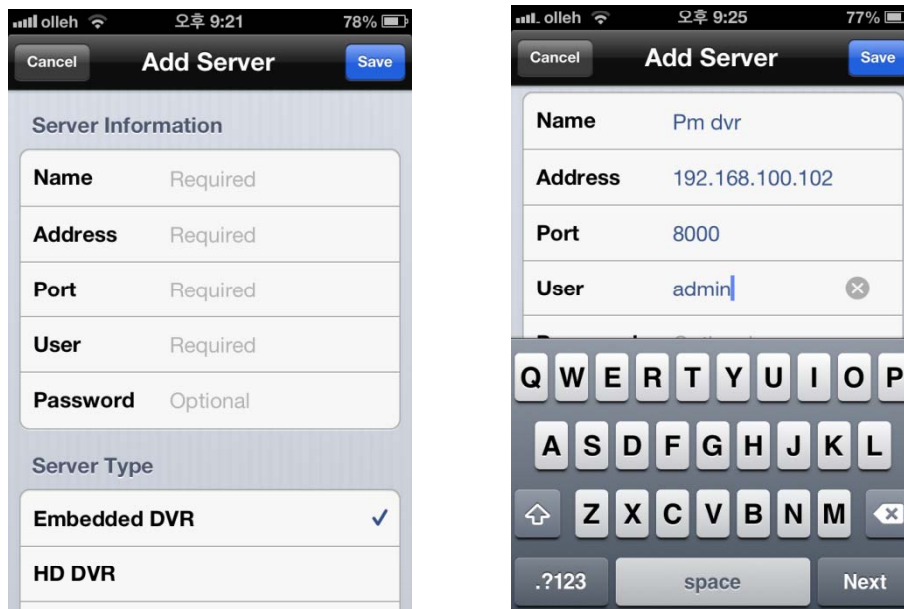 olleh 오후 9:21 78%
Cancel Add Server Save
Server Information
Name Required
Address Required
Port Required
User Required
Password Optional
Server Type
Embedded DVR
HD DVR
olleh 오후 9:25 77%
Cancel Add Server Save
Name Pm dvr
Address 192.168.100.102
Port 8000
User admin
Q W E R T Y U I O P
A S D F G H J K L
Z X C V B N M
.?123 space Next